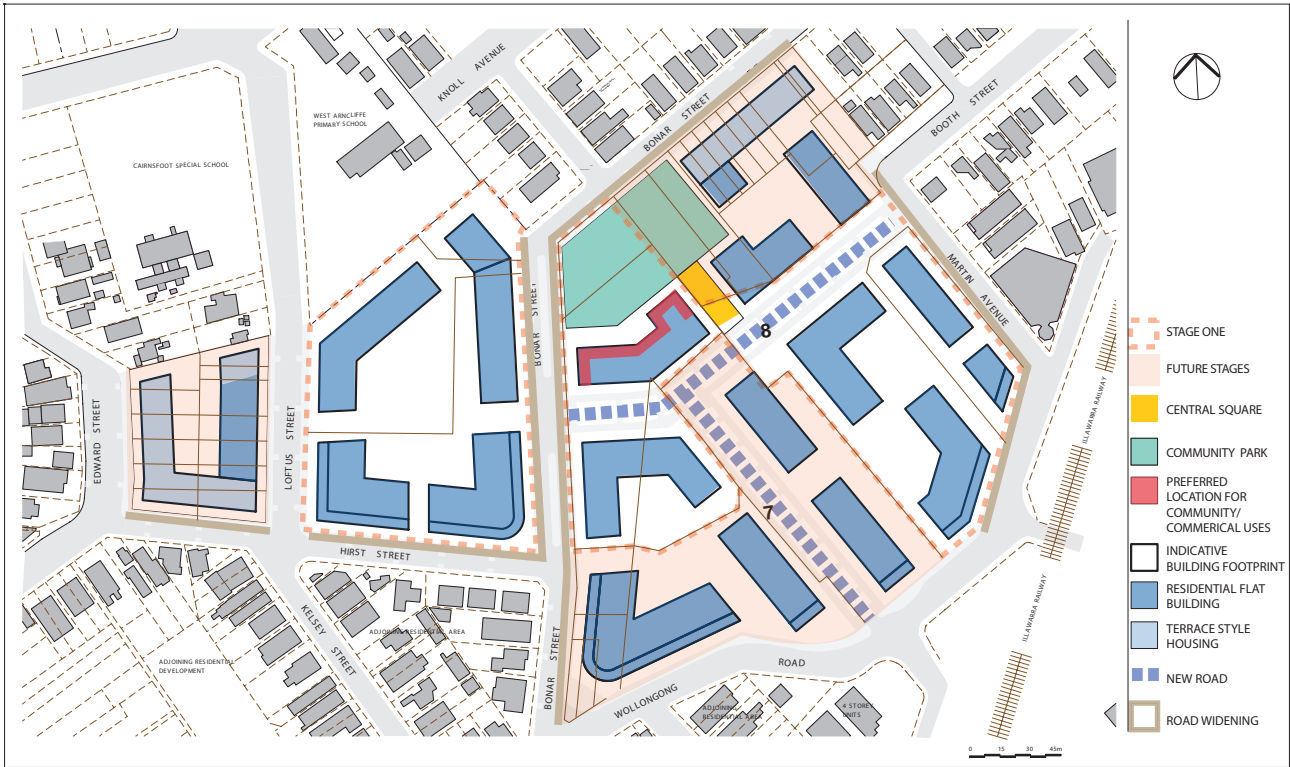 KNOLL AVENUE
WEST ARNCLIFFE
PRIMARY SCHOOL
CAIRNSFOOT SPECIAL SCHOOL
BONAR STREET
BOOTH STREET
MARTIN AVENUE
BONAR STREET
8
7
EDWARD STREET
LOFTUS STREET
HIRST STREET
KELSEY STREET
ADJOINING RESIDENTIAL AREA
ADJOINING RESIDENTIAL
DEVELOPMENT
BONAR STREET
WOLLONGONG ROAD
ADJOINING
RESIDENTIAL AREA
4 STOREY
UNITS
ILLAWARRA RAILWAY
ILLAWARRA RAILWAY
STAGE ONE
FUTURE STAGES
CENTRAL SQUARE
COMMUNITY PARK
PREFERRED
LOCATION FOR
COMMUNITY/
COMMERICAL USES
INDICATIVE
BUILDING FOOTPRINT
RESIDENTIAL FLAT
BUILDING
TERRACE STYLE
HOUSING
NEW ROAD
ROAD WIDENING
0 15 30 45m